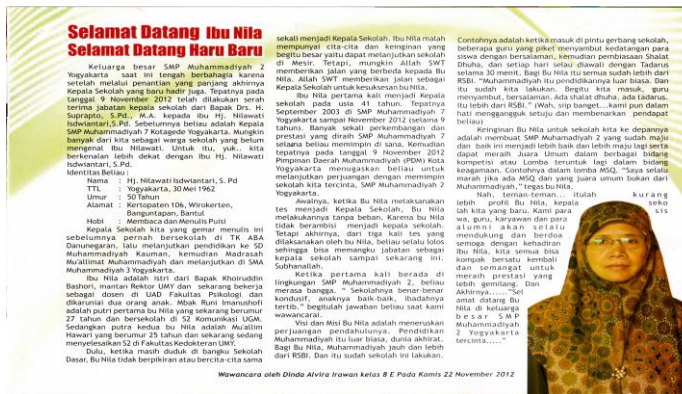 Selamat Datang Ibu Nila
Selamat Datang Haru Baru
Keluarga besar SMP Muhammadiyah 2
Yogyakarta saat ini tengah berbahagia karena
setelah melalui penantian yang panjang akhirnya
Kepala Sekolah yang baru hadir juga. Tepatnya pada
tanggal 9 November 2012 telah dilakukan serah
terima jabatan kepala sekolah dari Bapak Drs. H.
Suprapto, S.Pd., M.A. kepada ibu Hj. Nilawati
Isdwiantari,S.Pd. Sebelumnya beliau adalah Kepala
SMP Muhammadiyah 7 Kotagede Yogyakarta. Mungkin
banyak dari kita sebagai warga sekolah yang belum
mengenal Ibu Nilawati. Untuk itu, yuk.. kita
berkenalan lebih dekat dengan Ibu Hj. Nilawati
Isdwiantari, S.Pd.
Identitas Beliau :
Nama : Hj. Nilawati Isdwiantari, S. Pd
TTL : Yogyakarta, 30 Mei 1962
Umur : 50 Tahun
Alamat : Kertopaten 106, Wirokerten,
Banguntapan, Bantul
Hobi : Membaca dan Menulis Puisi
Kepala Sekolah kita yang gemar menulis ini
sebelumnya pernah bersekolah di TK ABA
Danunegaran, lalu melanjutkan pendidikan ke SD
Muhammadiyah Kauman, kemudian Madrasah
Mu'allimat Muhammadiyah dan melanjutkan di SMA
Muhammadiyah 3 Yogyakarta.
Ibu Nila adalah istri dari Bapak Khoiruddin
Bashori, mantan Rektor UMY dan sekarang bekerja
sebagai dosen di UAD Fakultas Psikologi dan
dikaruniai dua orang anak. Mbak Runi Imanushofi
adalah putri pertama bu Nila yang sekarang berumur
27 tahun dan bersekolah di S2 Komunikasi UGM.
Sedangkan putra kedua bu Nila adalah Mu'allim
Hawari yang berumur 25 tahun dan sekarang sedang
menyelesaikan S2 di Fakultas Kedokteran UMY.
Dulu, ketika masih duduk di bangku Sekolah
Dasar, Bu Nila tidak berpikiran atau bercita-cita sama
sekali menjadi Kepala Sekolah. Ibu Nila malah
mempunyai cita-cita dan keinginan yang
begitu besar yaitu dapat melanjutkan sekolah
di Mesir. Tetapi, mungkin Allah SWT
memberikan jalan yang berbeda kepada Bu
Nila. Allah SWT memberikan jalan sebagai
Kepala Sekolah untuk kesuksesan bu Nila.
Ibu Nila pertama kali menjadi Kepala
sekolah pada usia 41 tahun. Tepatnya
September 2003 di SMP Muhammadiyah 7
Yogyakarta sampai November 2012 (selama 9
tahun). Banyak sekali perkembangan dan
prestasi yang diraih SMP Muhammadiyah 7
selama beliau memimpin di sana. Kemudian
tepatnya pada tanggal 9 November 2012
Pimpinan Daerah Muhammadiyah (PDM) Kota
Yogyakarta menugaskan beliau untuk
melanjutkan perjuangan dengan memimpin
sekolah kita tercinta, SMP Muhammadiyah 2
Yogyakarta.
Awalnya, ketika Bu Nila melaksanakan
tes menjadi Kepala Sekolah, Bu Nila
melakukannya tanpa beban. Karena bu Nila
tidak berambisi menjadi kepala sekolah.
Tetapi akhirnya, dari tiga kali tes yang
dilaksanakan oleh bu Nila, beliau selalu lolos
sehingga bisa memangku jabatan sebagai
kepala sekolah sampai sekarang ini.
Subhanallah.
Ketika pertama kali berada di
lingkungan SMP Muhammadiyah 2, beliau
merasa bangga. " Sekolahnya benar-benar
kondusif, anaknya baik-baik, ibadahnya
tertib." begitulah jawaban beliau saat kami
wawancarai.
Visi dan Misi Bu Nila adalah meneruskan
perjuangan pendahulunya. Pendidikan
Muhammadiyah itu luar biasa, dunia akhirat.
Bagi Bu Nila, Muhammadiyah jauh dan lebih
dari RSBI. Dan itu sudah sekolah ini lakukan.
Contohnya adalah ketika masuk di pintu gerbang sekolah,
beberapa guru yang piket menyambut kedatangan para
siswa dengan bersalaman, kemudian pembiasaan Shalat
Dhuha, dan setiap hari selau diawali dengan Tadarus
selama 30 menit. Bagi Bu Nila itu semua sudah lebih dari
RSBI. "Muhammadiyah itu pendidikannya luar biasa. Dan
itu sudah kita lakukan. Begitu kita masuk, guru
menyambut, bersalaman. Ada shalat dhuha, ada tadarus.
Itu lebih dari RSBI." (Wah, siip banget...kami pun dalam
hati menggangguk setuju dan membenarkan pendapat
beliau)
Keinginan Bu Nila untuk sekolah kita ke depannya
adalah membuat SMP Muhamadiyah 2 yang sudah maju
dan baik ini menjadi lebih baik dan lebih maju lagi serta
dapat meraih Juara Umum dalam berbagai bidang
kompetisi atau Lomba teruntuk lagi dalam bidang
keagamaan. Contohnya dalam lomba MSQ. "Saya selalu
marah jika ada MSQ dan yang juara umum bukan dari
Muhammadiyah, " tegas bu Nila.
Nah, teman-teman... itulah kurang
lebih profil Bu Nila, kepala seko
lah kita yang baru. Kami para sis
wa, guru, karyawan dan pera
alumni akan selalu
mendukung dan berdoa
semoga dengan kehadiran
Ibu Nila, kita semua bisa
kompak bersatu kembali
dan semangat untuk
meraih prestasi yang
lebih gemilang. Dan
Akhirnya,......"Sel
amat datang Bu
Nila di keluarga
besar SMP
Muhammadiyah
2 Yogyakarta
tercinta....."
Wawancara oleh Dinda Alvira Irawan kelas 8 E Pada Kamis 22 November 2012